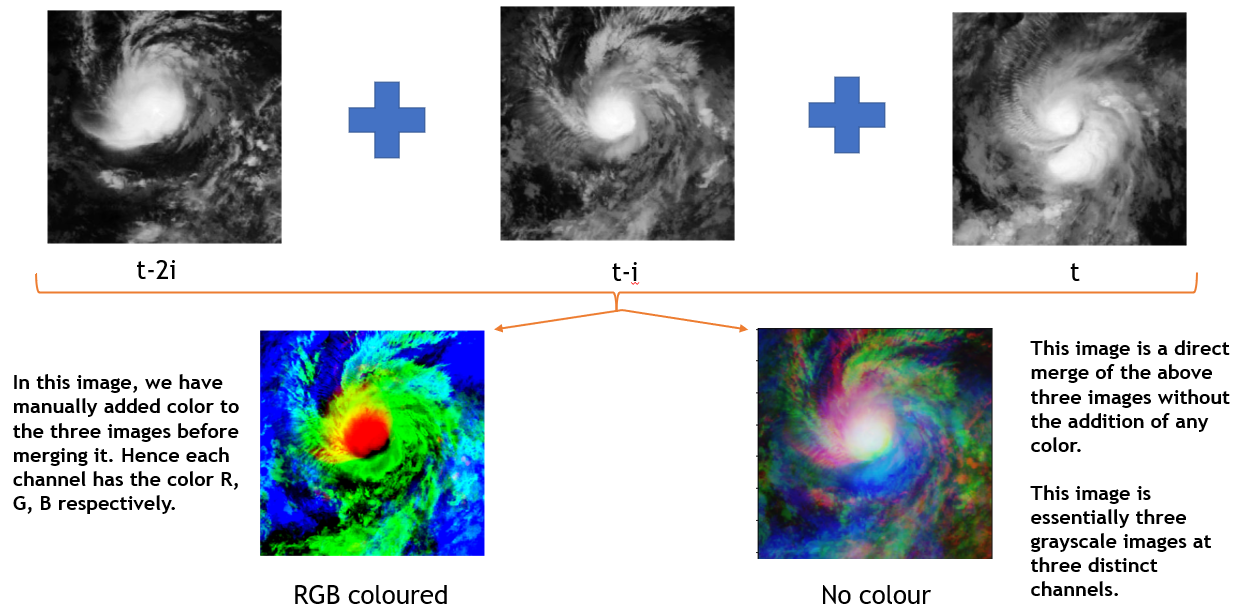 t-2i
t-i
t
In this image, we have
manually added color to
the three images before
merging it. Hence each
channel has the color R,
G, B respectively.
This image is a direct
merge of the above
three images without
the addition of any
color.
This image is
essentially three
grayscale images at
three distinct
channels.
RGB coloured
No colour